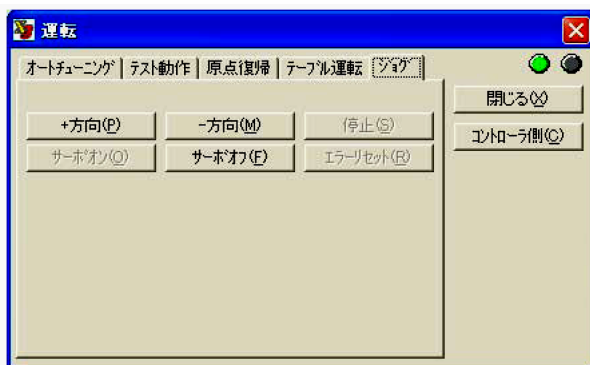 運転
オートチューニング テスト動作 原点復帰 テーブル運転 ジョグ
閉じる(X)
+方向(P) -方向(M) 停止(S)
コントローラ側(C)
サーボオン(O) サーボオフ(F) エラーリセット(R)